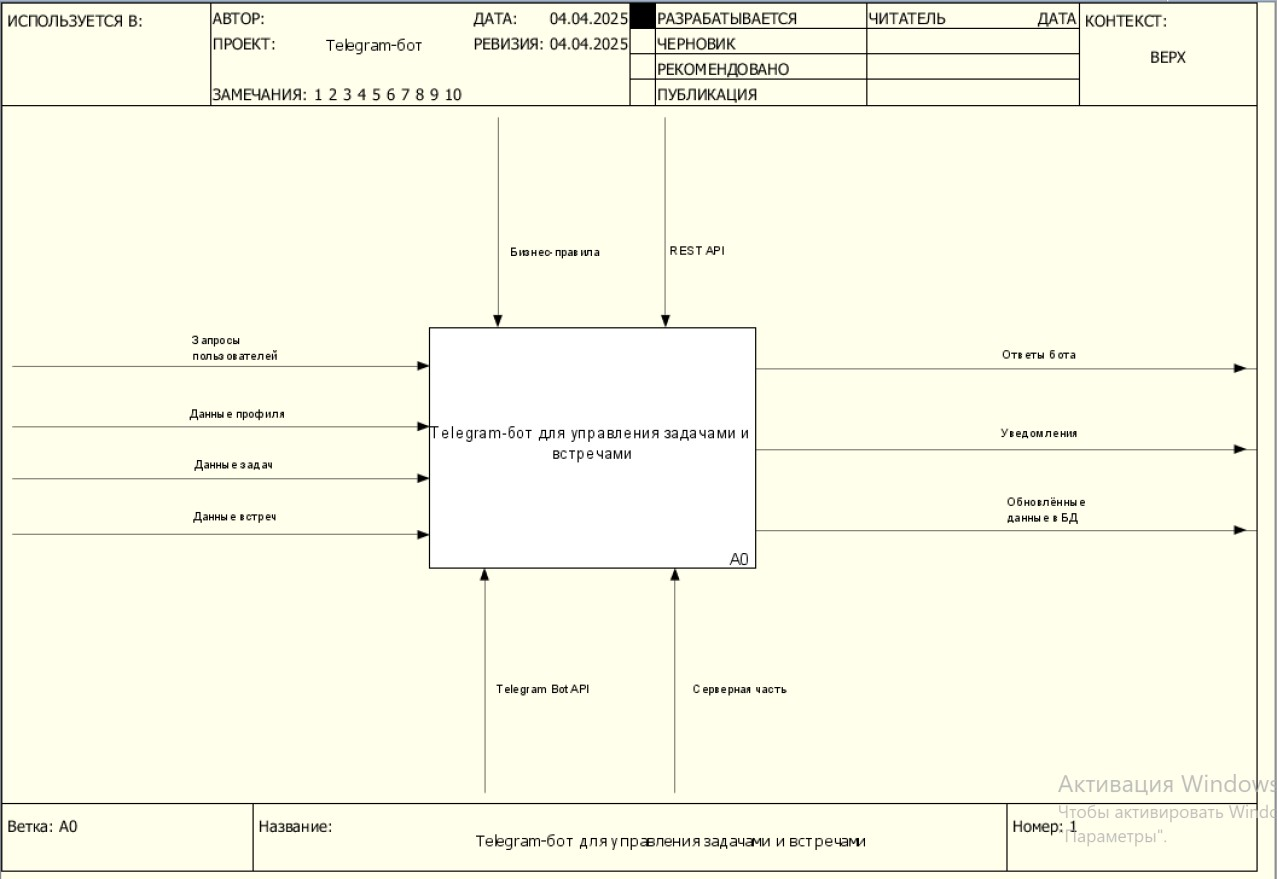 ИСПОЛЬЗУЕТСЯ В:
АВТОР:
ДАТА: 04.04.2025
РАЗРАБАТЫВАЕТСЯ
ЧИТАТЕЛЬ
ДАТА
КОНТЕКСТ:
ПРОЕКТ: Telegram-бот
РЕВИЗИЯ: 04.04.2025
ЧЕРНОВИК
ВЕРХ
РЕКОМЕНДОВАНО
ЗАМЕЧАНИЯ: 1 2 3 4 5 6 7 8 9 10
ПУБЛИКАЦИЯ
Бизнес-правила
REST API
Запросы
пользователей
Данные профиля
Данные задач
Данные встреч
Telegram-бот для управления задачами и
встречами
A0
Ответы бота
Уведомления
Обновлённые
данные в БД
Telegram Bot API
Серверная часть
Ветка: A0
Название:
Telegram-бот для управления задачами и встречами
Номер: 1
Активация Windows
Чтобы активировать Windo
"Параметры".